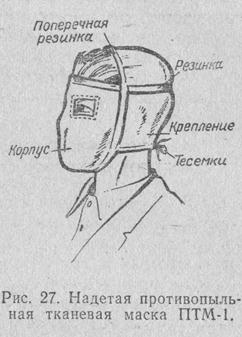 Поперечная
резинка
Резинка
Крепление
Корпус
Тесемки
Рис. 27. Надетая противопыль-
ная тканевая маска ПТМ-1.